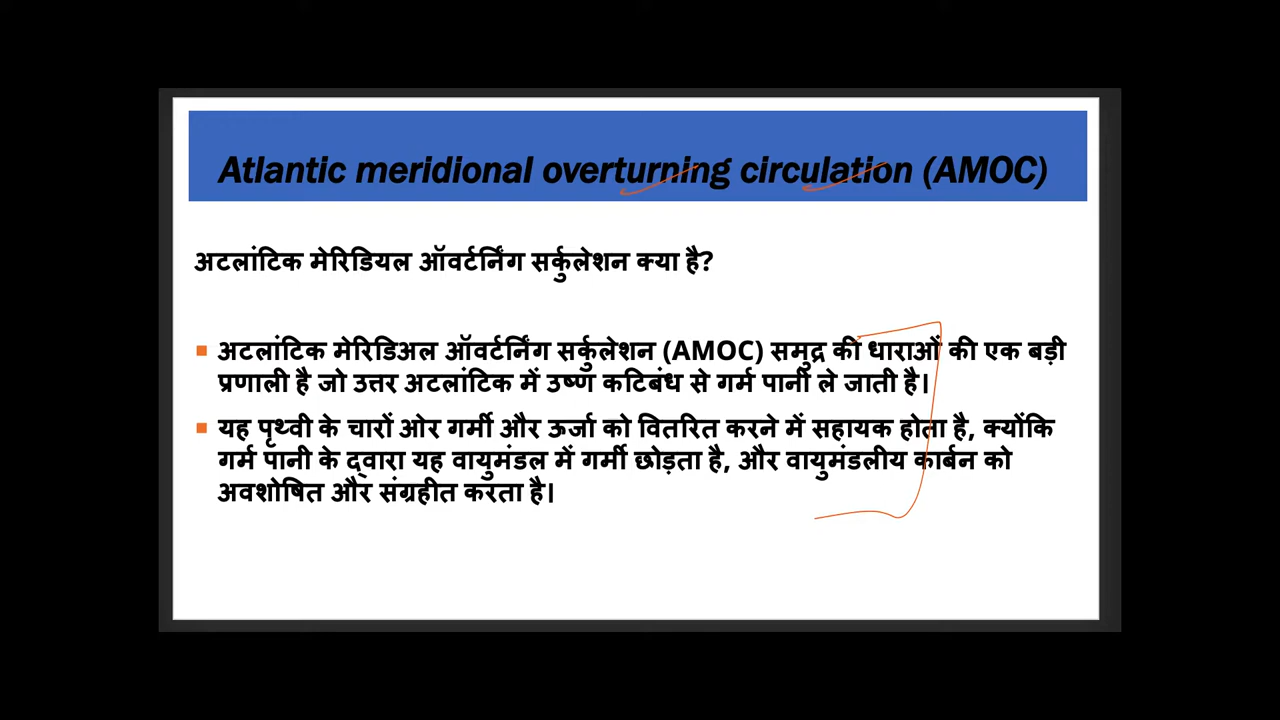 Atlantic meridional overturning circulation (AMOC)
अटलांटिक मेरिडियल ऑवर्टर्निंग सर्कुलेशन क्या है?
▪ अटलांटिक मेरिडिअल ऑवर्टर्निंग सर्कुलेशन (AMOC) समुद्र की धाराओं की एक बड़ी
प्रणाली है जो उत्तर अटलांटिक में उष्ण कटिबंध से गर्म पानी ले जाती है।
▪ यह पृथ्वी के चारों ओर गर्मी और ऊर्जा को वितरित करने में सहायक होता है, क्योंकि
गर्म पानी के द्वारा यह वायुमंडल में गर्मी छोड़ता है, और वायुमंडलीय कार्बन को
अवशोषित और संग्रहीत करता है।